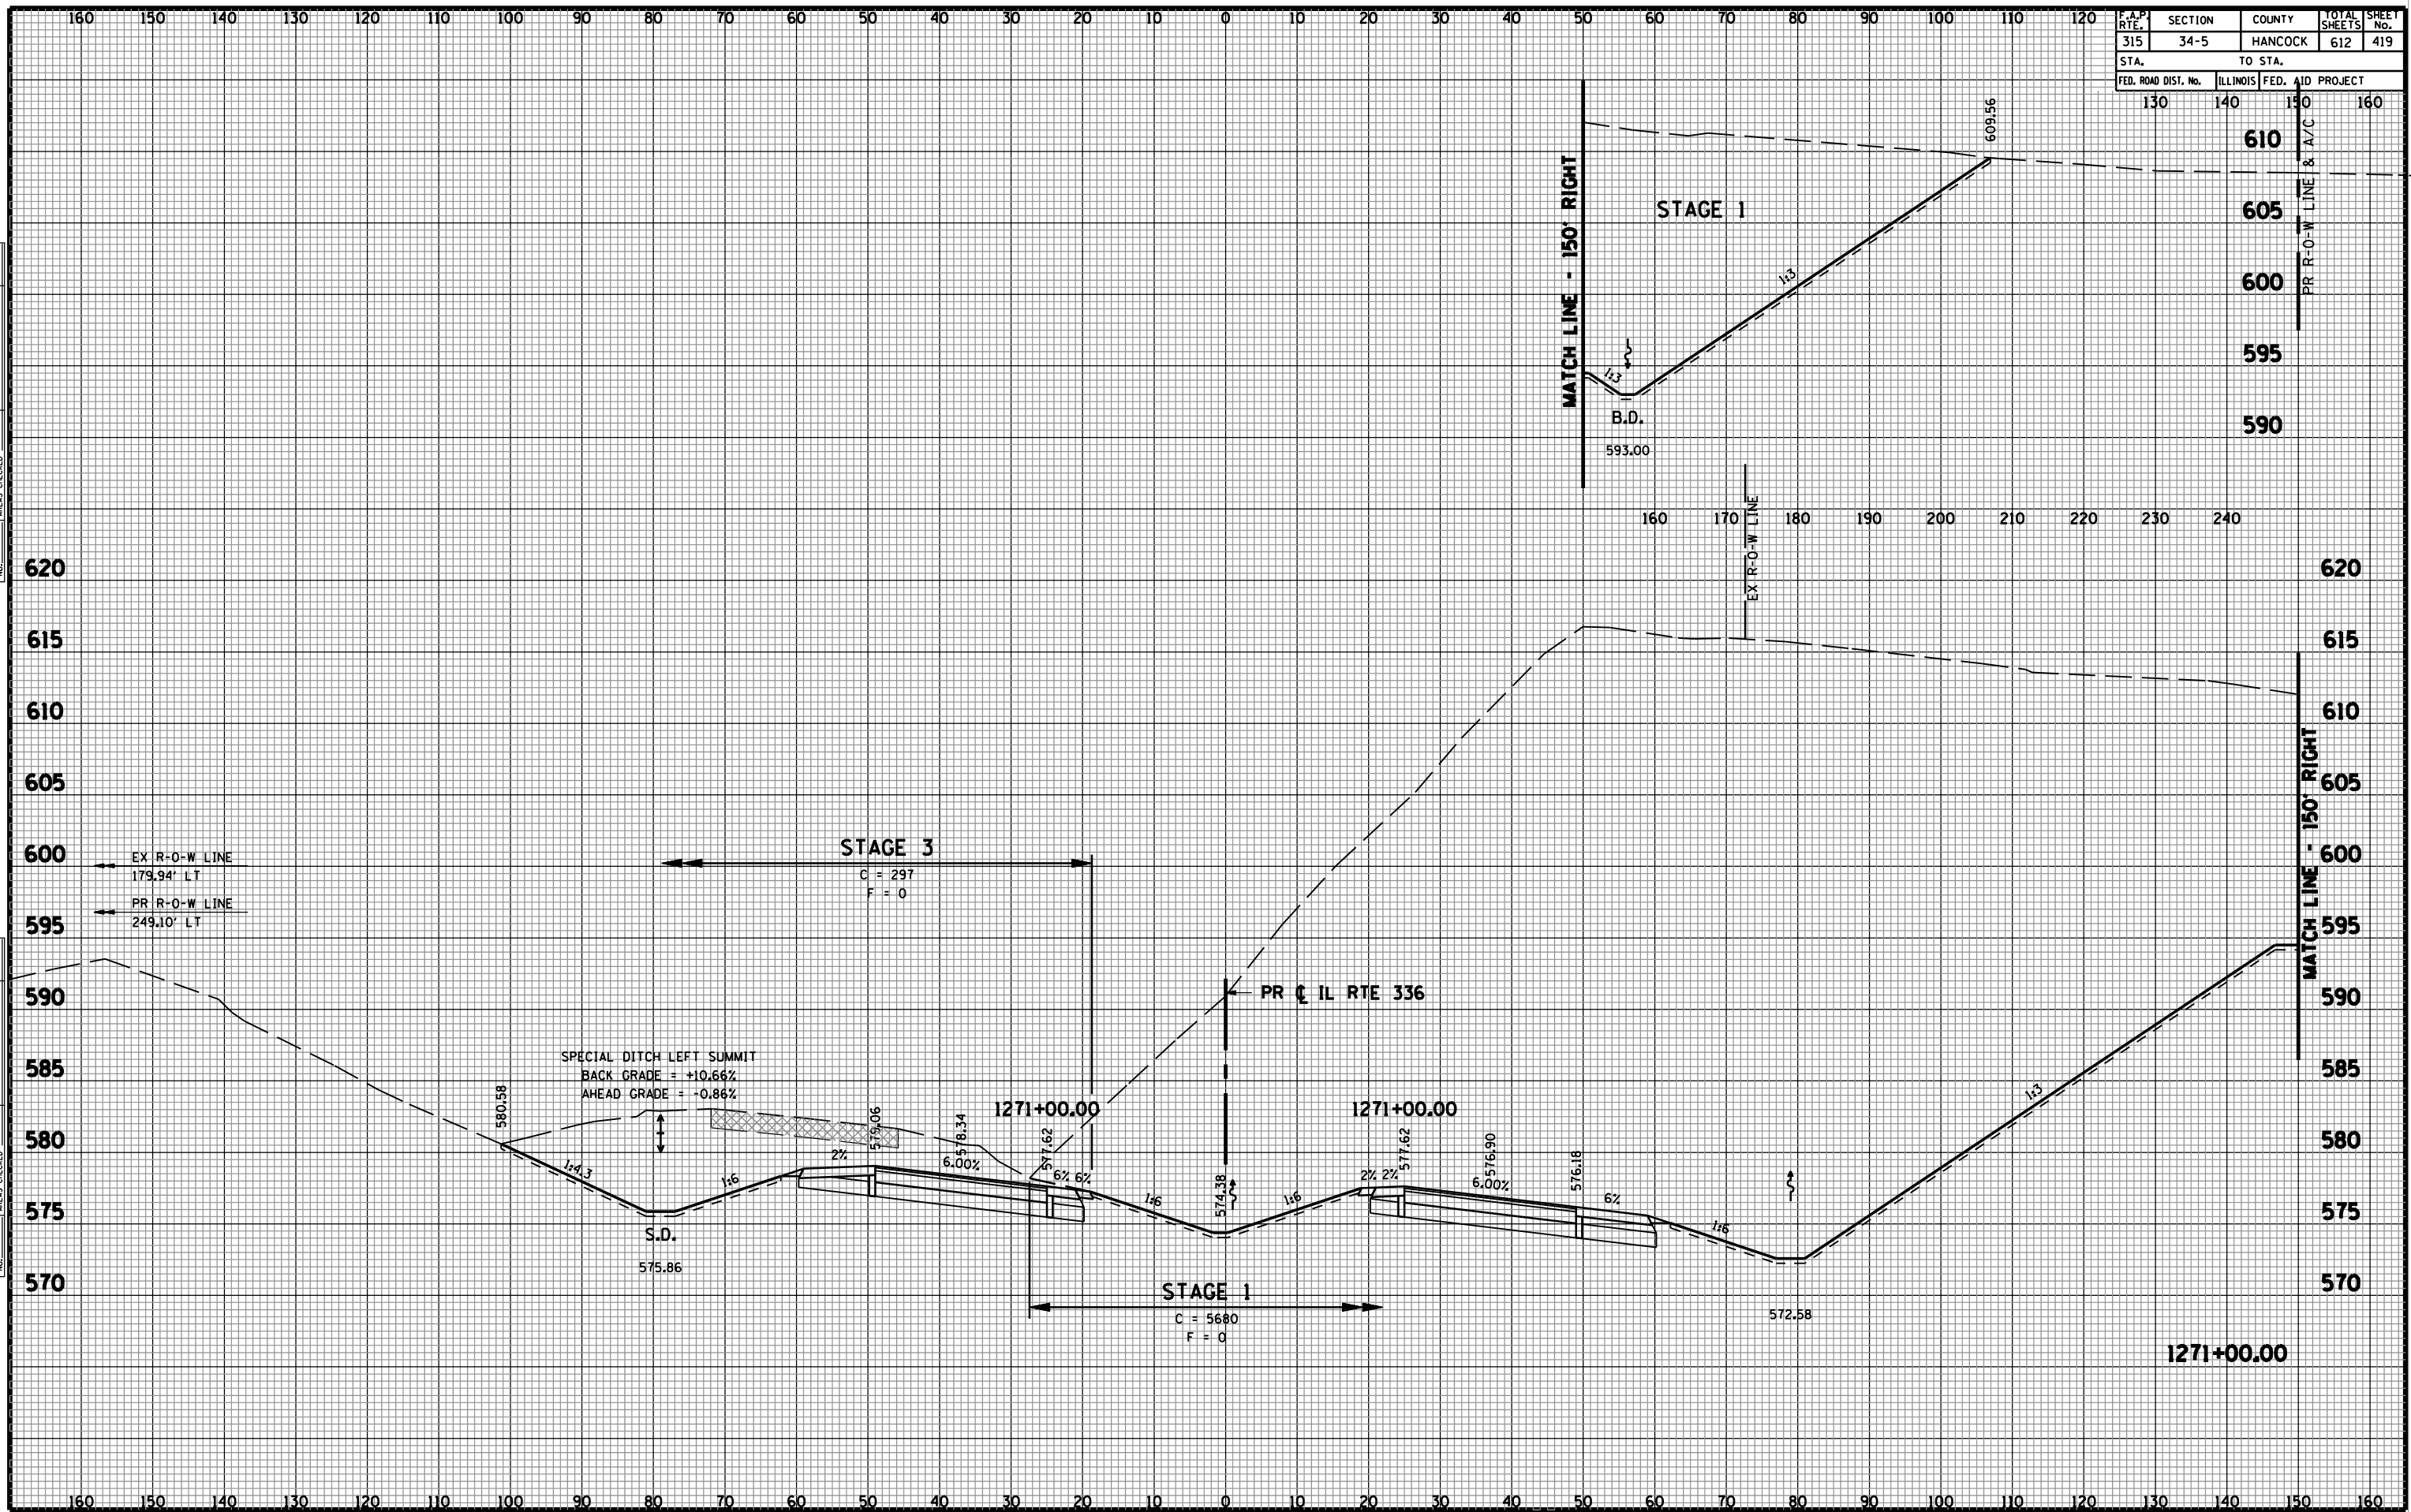 160 150 140 130 120 110 100 90 80 70 60 50 40 30 20 10 0 10 20 30 40 50 60 70 80 90 100 110 120
F.A.P. RTE. SECTION COUNTY TOTAL SHEETS SHEET No.
315 34-5 HANCOCK 612 419
STA. TO STA.
FED. ROAD DIST. No. ILLINOIS FED. AID PROJECT
130 140 150 160
609.56
610
MATCH LINE - 150' RIGHT
STAGE 1
605
PR R-O-W LINE & A/C
1:3
600
595
1:3
B.D.
590
593.00
EX R-O-W LINE
160 170 180 190 200 210 220 230 240
620 620
615 615
610 610
MATCH LINE - 150' RIGHT
605 605
STAGE 3
600 600
EX R-O-W LINE
179.94' LT
C = 297
F = 0
PR R-O-W LINE
249.10' LT
595 595
590 590
PR ℄ IL RTE 336
SPECIAL DITCH LEFT SUMMIT
BACK GRADE = +10.66%
AHEAD GRADE = -0.86%
585 585
580.58
1271+00.00 1271+00.00
1:3
580 580
579.06 578.34 577.62 577.62 576.90 576.18
1:4.3 1:6 2% 6.00% 6% 6% 1:6 574.38 1:6 2% 2% 6.00% 6% 1:6
575 575
S.D.
575.86
570 570
STAGE 1
C = 5680
F = 0
572.58
1271+00.00
160 150 140 130 120 110 100 90 80 70 60 50 40 30 20 10 0 10 20 30 40 50 60 70 80 90 100 110 120 130 140 150 160